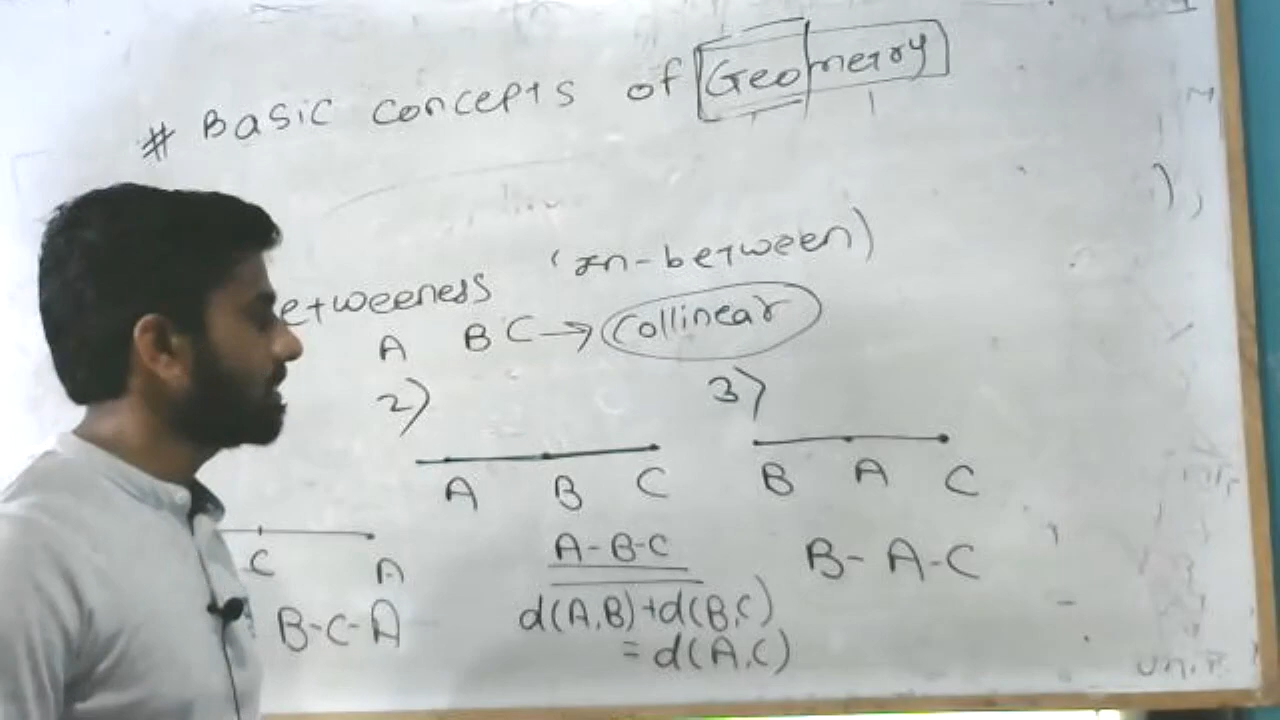 # Basic concepts of Geometry
etweeness (In-between)
A B C → Collinear
2) 3)
A B C
B A C
C A
A-B-C
B-A-C
B-C-A
d(A,B)+d(B,C)
= d(A,C)